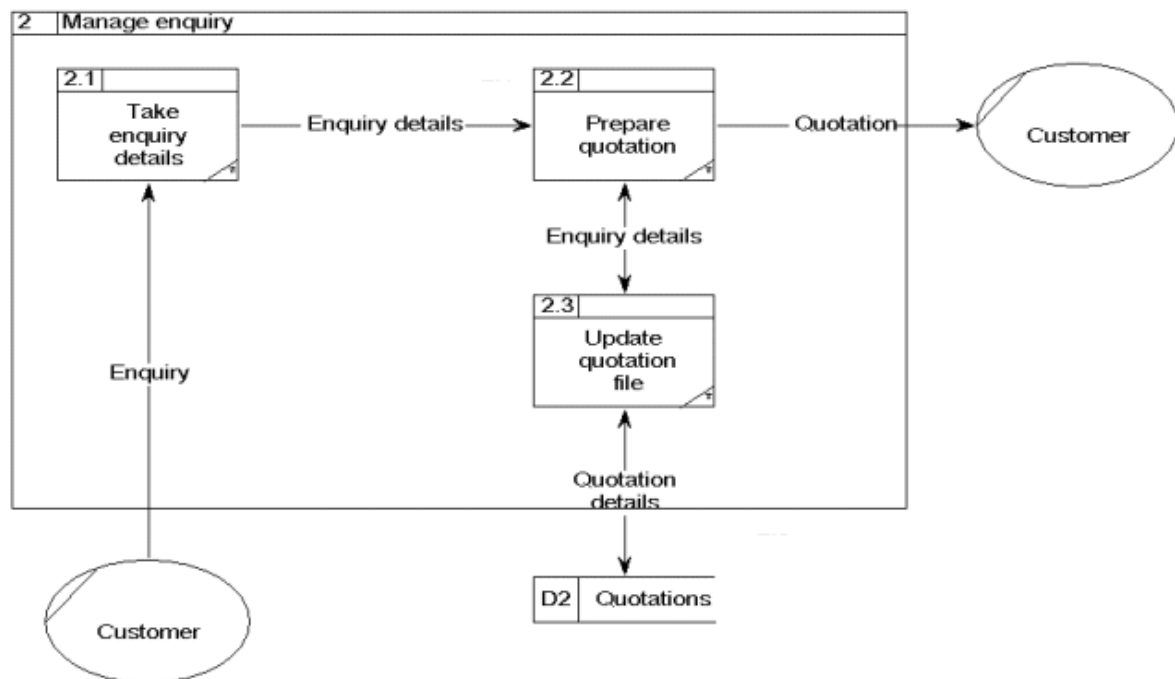 2 Manage enquiry
2.1
Take
enquiry
details
Enquiry details
2.2
Prepare
quotation
Quotation
Customer
Enquiry details
2.3
Update
quotation
file
Enquiry
Quotation
details
D2 Quotations
Customer